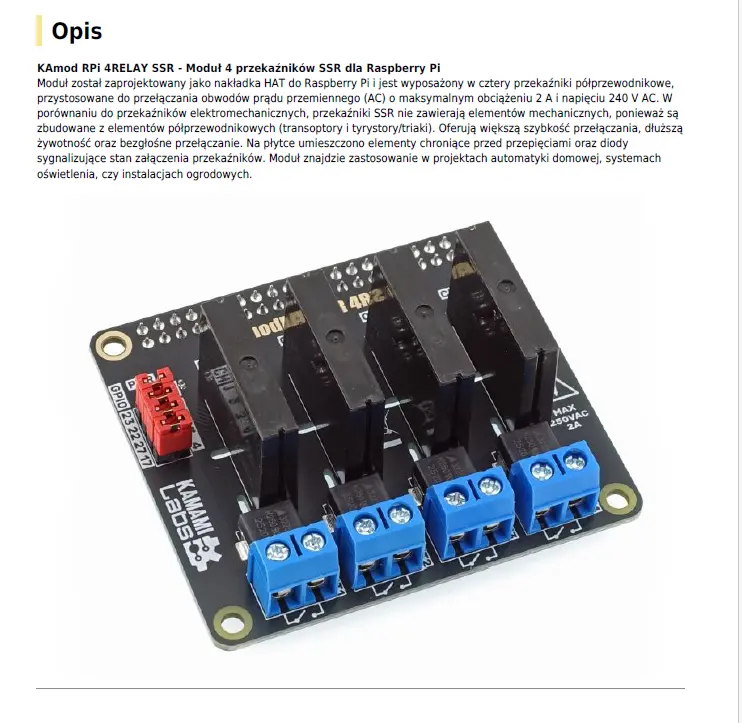 Opis
KAmod RPi 4RELAY SSR - Moduł 4 przekaźników SSR dla Raspberry Pi
Moduł został zaprojektowany jako nakładka HAT do Raspberry Pi i jest wyposażony w cztery przekaźniki półprzewodnikowe,
przystosowane do przełączania obwodów prądu przemiennego (AC) o maksymalnym obciążeniu 2 A i napięciu 240 V AC. W
porównaniu do przekaźników elektromechanicznych, przekaźniki SSR nie zawierają elementów mechanicznych, ponieważ są
zbudowane z elementów półprzewodnikowych (transoptory i tyrystory/triaki). Oferują większą szybkość przełączania, dłuższą
żywotność oraz bezgłośne przełączanie. Na płytce umieszczono elementy chroniące przed przepięciami oraz diody
sygnalizujące stan załączenia przekaźników. Moduł znajdzie zastosowanie w projektach automatyki domowej, systemach
oświetlenia, czy instalacjach ogrodowych.
GPIO
23 22 27 17
4
MAX
250VAC
2A
KAMAMI
Labs